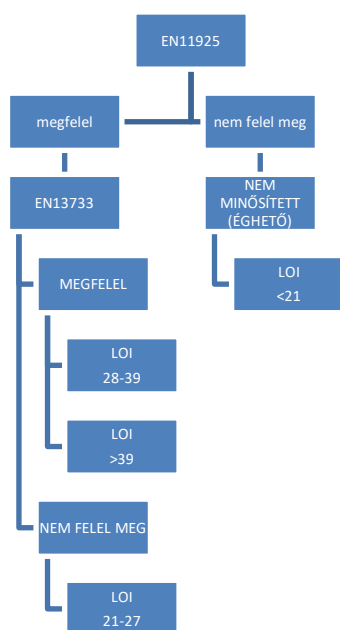 EN11925
megfelel
nem felel meg
EN13733
NEM
MINŐSÍTETT
(ÉGHETŐ)
MEGFELEL
LOI
<21
LOI
28-39
LOI
>39
NEM FELEL MEG
LOI
21-27